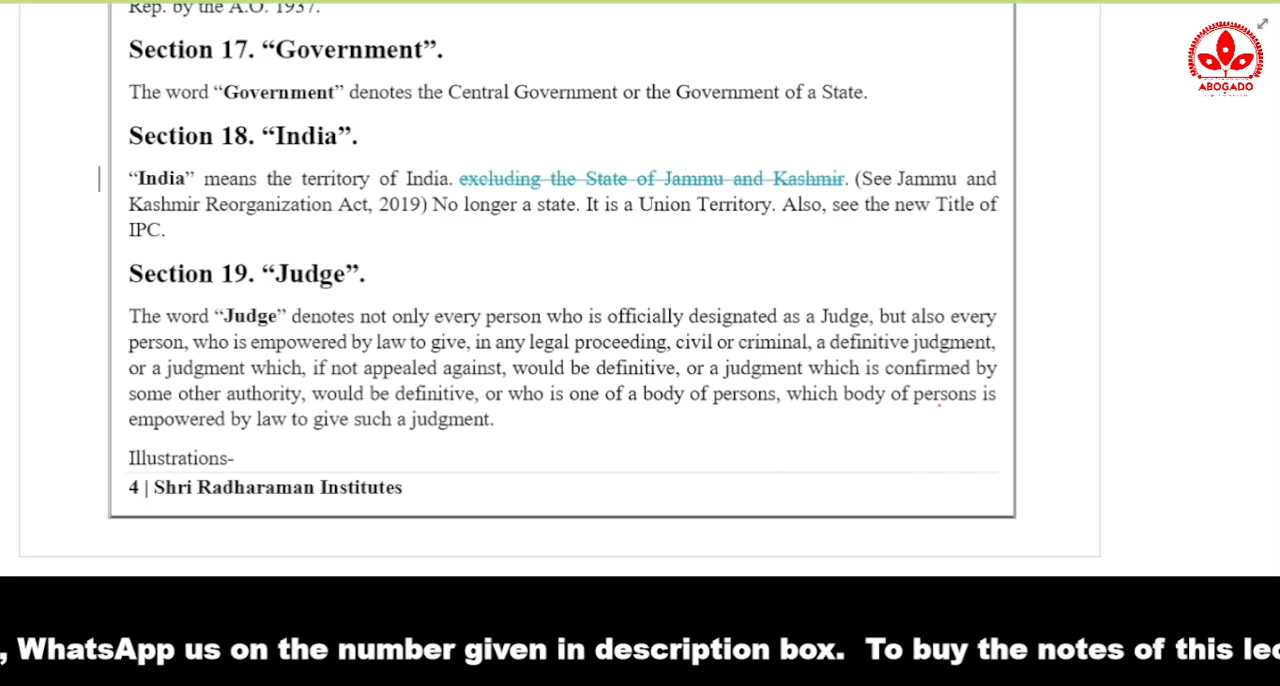 Rep. by the A.O. 1937.
Section 17. “Government”.
The word “Government” denotes the Central Government or the Government of a State.
Section 18. “India”.
“India” means the territory of India. excluding the State of Jammu and Kashmir. (See Jammu and
Kashmir Reorganization Act, 2019) No longer a state. It is a Union Territory. Also, see the new Title of
IPC.
Section 19. “Judge”.
The word “Judge” denotes not only every person who is officially designated as a Judge, but also every
person, who is empowered by law to give, in any legal proceeding, civil or criminal, a definitive judgment,
or a judgment which, if not appealed against, would be definitive, or a judgment which is confirmed by
some other authority, would be definitive, or who is one of a body of persons, which body of persons is
empowered by law to give such a judgment.
Illustrations-
4 | Shri Radharaman Institutes
ABOGADO
, WhatsApp us on the number given in description box. To buy the notes of this lec